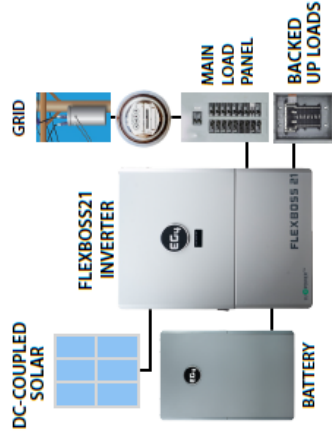 GRID
MAIN
LOAD
PANEL
BACKED
UP LOADS
FLEXBOSS21
INVERTER
EG4
FLEXBOSS 21
DC-COUPLED
SOLAR
EG4
BATTERY